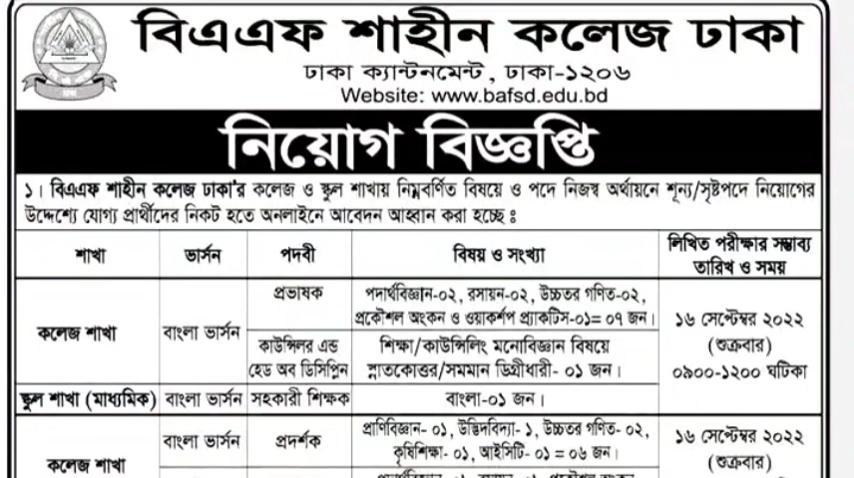 বিএএফ শাহীন কলেজ ঢাকা
ঢাকা ক্যান্টনমেন্ট, ঢাকা-১২০৬
Website: www.bafsd.edu.bd
নিয়োগ বিজ্ঞপ্তি
১। বিএএফ শাহীন কলেজ ঢাকা'র কলেজ ও স্কুল শাখায় নিম্নবর্ণিত বিষয়ে ও পদে নিজস্ব অর্থায়নে শূন্য/সৃষ্টপদে নিয়োগের
উদ্দেশ্যে যোগ্য প্রার্থীদের নিকট হতে অনলাইনে আবেদন আহ্বান করা হচ্ছে ঃ
শাখা ভার্সন পদবী বিষয় ও সংখ্যা লিখিত পরীক্ষার সম্ভাব্য
তারিখ ও সময়
কলেজ শাখা বাংলা ভার্সন
প্রভাষক পদার্থবিজ্ঞান-০২, রসায়ন-০২, উচ্চতর গণিত-০২,
প্রকৌশল অংকন ও ওয়ার্কশপ প্র্যাকটিস-০১= ০৭ জন।
কাউন্সিলর এন্ড শিক্ষা/কাউন্সিলিং মনোবিজ্ঞান বিষয়ে
হেড অব ডিসিপ্লিন স্নাতকোত্তর/সমমান ডিগ্রীধারী- ০১ জন।
স্কুল শাখা (মাধ্যমিক) বাংলা ভার্সন সহকারী শিক্ষক বাংলা-০১ জন।
১৬ সেপ্টেম্বর ২০২২
(শুক্রবার)
০৯০০-১২০০ ঘটিকা
কলেজ শাখা
বাংলা ভার্সন প্রদর্শক প্রাণিবিজ্ঞান- ০১, উদ্ভিদবিদ্যা- ১, উচ্চতর গণিত- ০২,
কৃষিশিক্ষা- ০১, আইসিটি- ০১ = ০৬ জন।
১৬ সেপ্টেম্বর ২০২২
(শুক্রবার)